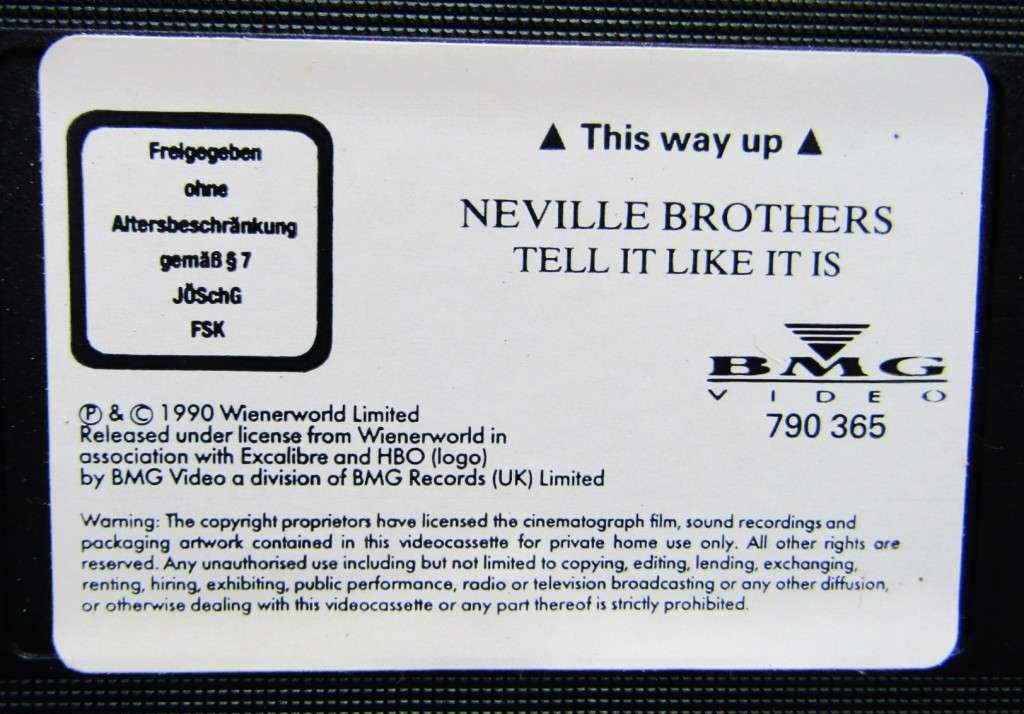 Freigegeben
ohne
Altersbeschränkung
gemäß § 7
JÖSchG
FSK
▲ This way up ▲
NEVILLE BROTHERS
TELL IT LIKE IT IS
BMG
VIDEO
790 365
Ⓟ & © 1990 Wienerworld Limited
Released under license from Wienerworld in
association with Excalibre and HBO (logo)
by BMG Video a division of BMG Records (UK) Limited
Warning: The copyright proprietors have licensed the cinematograph film, sound recordings and
packaging artwork contained in this videocassette for private home use only. All other rights are
reserved. Any unauthorised use including but not limited to copying, editing, lending, exchanging,
renting, hiring, exhibiting, public performance, radio or television broadcasting or any other diffusion,
or otherwise dealing with this videocassette or any part thereof is strictly prohibited.